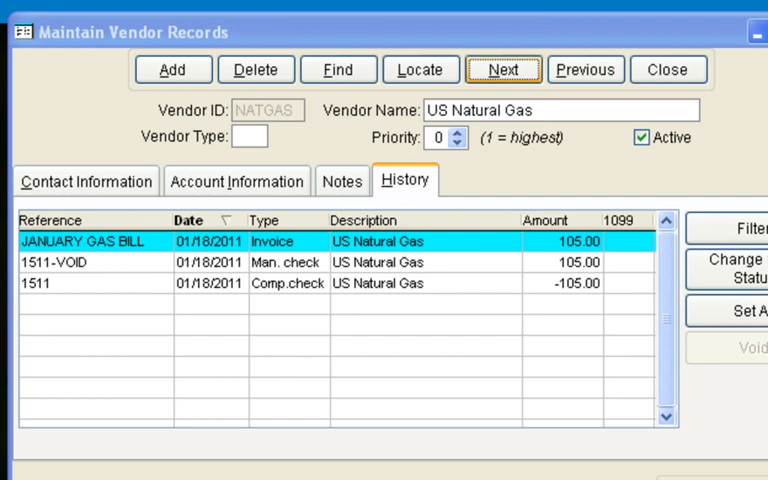 Maintain Vendor Records
Add Delete Find Locate Next Previous Close
Vendor ID: NATGAS Vendor Name: US Natural Gas
Vendor Type: Priority: 0 (1 = highest) Active
Contact Information Account Information Notes History
Reference Date Type Description Amount 1099
JANUARY GAS BILL 01/18/2011 Invoice US Natural Gas 105.00
1511-VOID 01/18/2011 Man. check US Natural Gas 105.00
1511 01/18/2011 Comp.check US Natural Gas -105.00
Filter
Change
Statu
Set A
Void